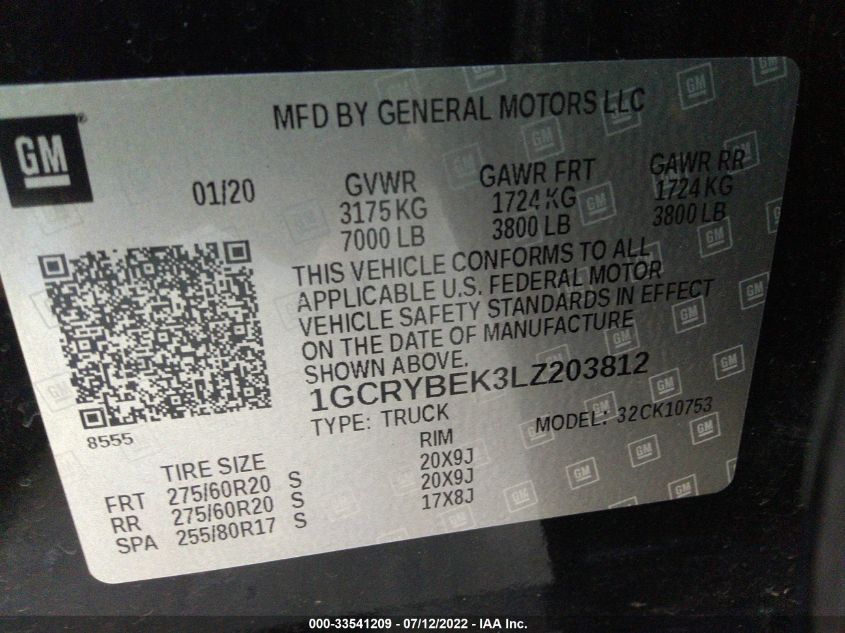 MFD BY GENERAL MOTORS LLC
GM
®
01/20
GVWR
3175 KG
7000 LB
GAWR FRT
1724 KG
3800 LB
GAWR RR
1724 KG
3800 LB
THIS VEHICLE CONFORMS TO ALL
APPLICABLE U.S. FEDERAL MOTOR
VEHICLE SAFETY STANDARDS IN EFFECT
ON THE DATE OF MANUFACTURE
SHOWN ABOVE.
1GCRYBEK3LZ203812
TYPE: TRUCK MODEL: 32CK10753
8555
TIRE SIZE RIM
FRT 275/60R20 S 20X9J
RR 275/60R20 S 20X9J
SPA 255/80R17 S 17X8J
000-33541209 - 07/12/2022 - IAA Inc.